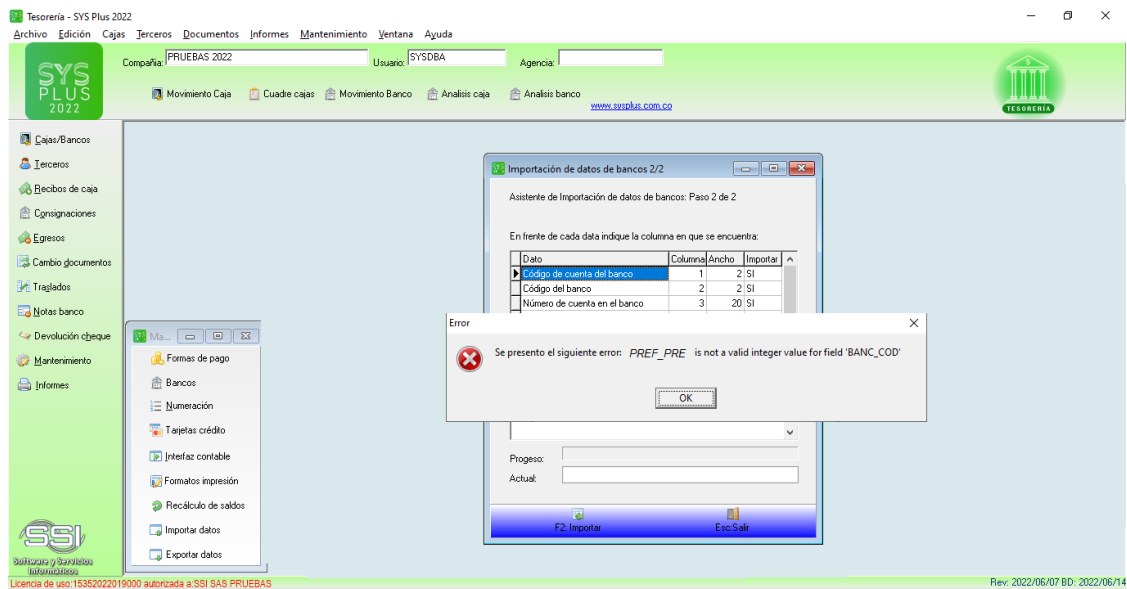 Tesorería - SYS Plus 2022
Archivo Edición Cajas Terceros Documentos Informes Mantenimiento Ventana Ayuda
SYS
PLUS
2022
Compañia: PRUEBAS 2022 Usuario: SYSDBA Agencia:
Movimiento Caja Cuadre cajas Movimiento Banco Analisis caja Analisis banco
www.sysplus.com.co
TESORERÍA
Cajas/Bancos
Terceros
Recibos de caja
Consignaciones
Egresos
Cambio documentos
Traslados
Notas banco
Devolución cheque
Mantenimiento
Informes
Importación de datos de bancos 2/2
Asistente de Importación de datos de bancos: Paso 2 de 2
En frente de cada data indique la columna en que se encuentra:
Dato Columna Ancho Importar
Código de cuenta del banco 1 2 SI
Código del banco 2 2 SI
Número de cuenta en el banco 3 20 SI
Error
Se presento el siguiente error: PREF_PRE is not a valid integer value for field 'BANC_COD'
OK
Progeso:
Actual:
F2: Importar Esc:Salir
Ma...
Formas de pago
Bancos
Numeración
Tarjetas crédito
Interfaz contable
Formatos impresión
Recálculo de saldos
Importar datos
Exportar datos
SSI
Software y Servicios
Informáticos
Licencia de uso:15352022019000 autorizada a:SSI SAS PRUEBAS
Rev: 2022/06/07 BD: 2022/06/14